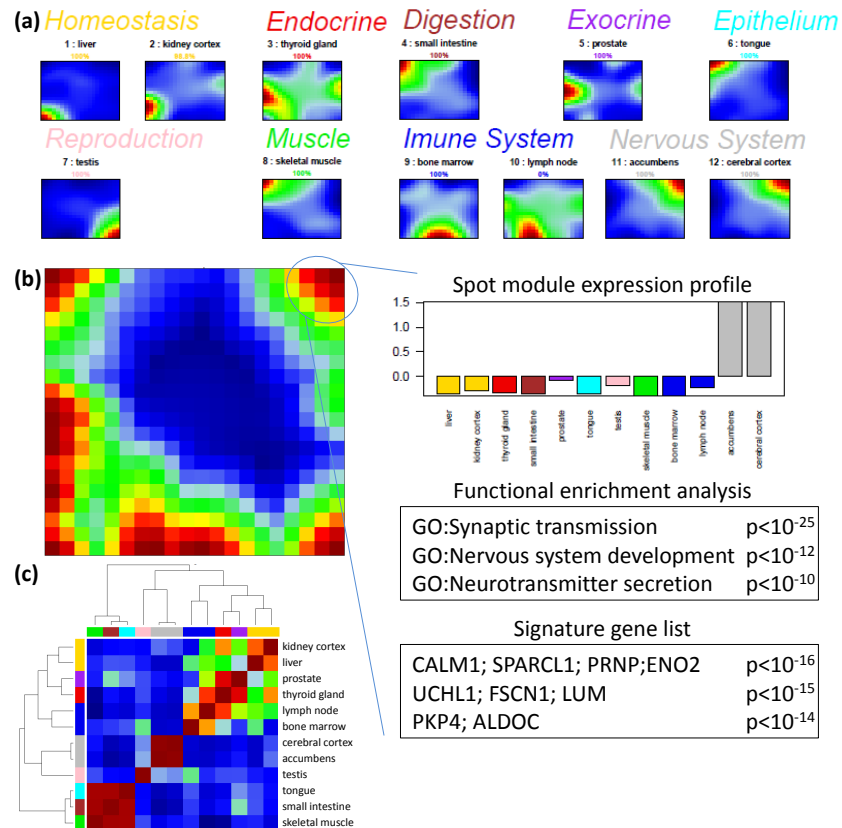 (a) Homeostasis Endocrine Digestion Exocrine Epithelium
1 : liver 2 : kidney cortex 3 : thyroid gland 4 : small intestine 5 : prostate 6 : tongue
100% 100% 100% 100% 100%
Reproduction Muscle Imune System Nervous System
7 : testis 8 : skeletal muscle 9 : bone marrow 10 : lymph node 11 : accumbens 12 : cerebral cortex
100% 100% 100% 0% 100% 100%
(b)
Spot module expression profile
1.5
1.0
0.5
0.0
liver
kidney cortex
thyroid gland
small intestine
prostate
tongue
testis
skeletal muscle
bone marrow
lymph node
accumbens
cerebral cortex
Functional enrichment analysis
GO:Synaptic transmission p<10-25
GO:Nervous system development p<10-12
GO:Neurotransmitter secretion p<10-10
Signature gene list
CALM1; SPARCL1; PRNP;ENO2 p<10-16
UCHL1; FSCN1; LUM p<10-15
PKP4; ALDOC p<10-14
(c)
kidney cortex
liver
prostate
thyroid gland
lymph node
bone marrow
cerebral cortex
accumbens
testis
tongue
small intestine
skeletal muscle